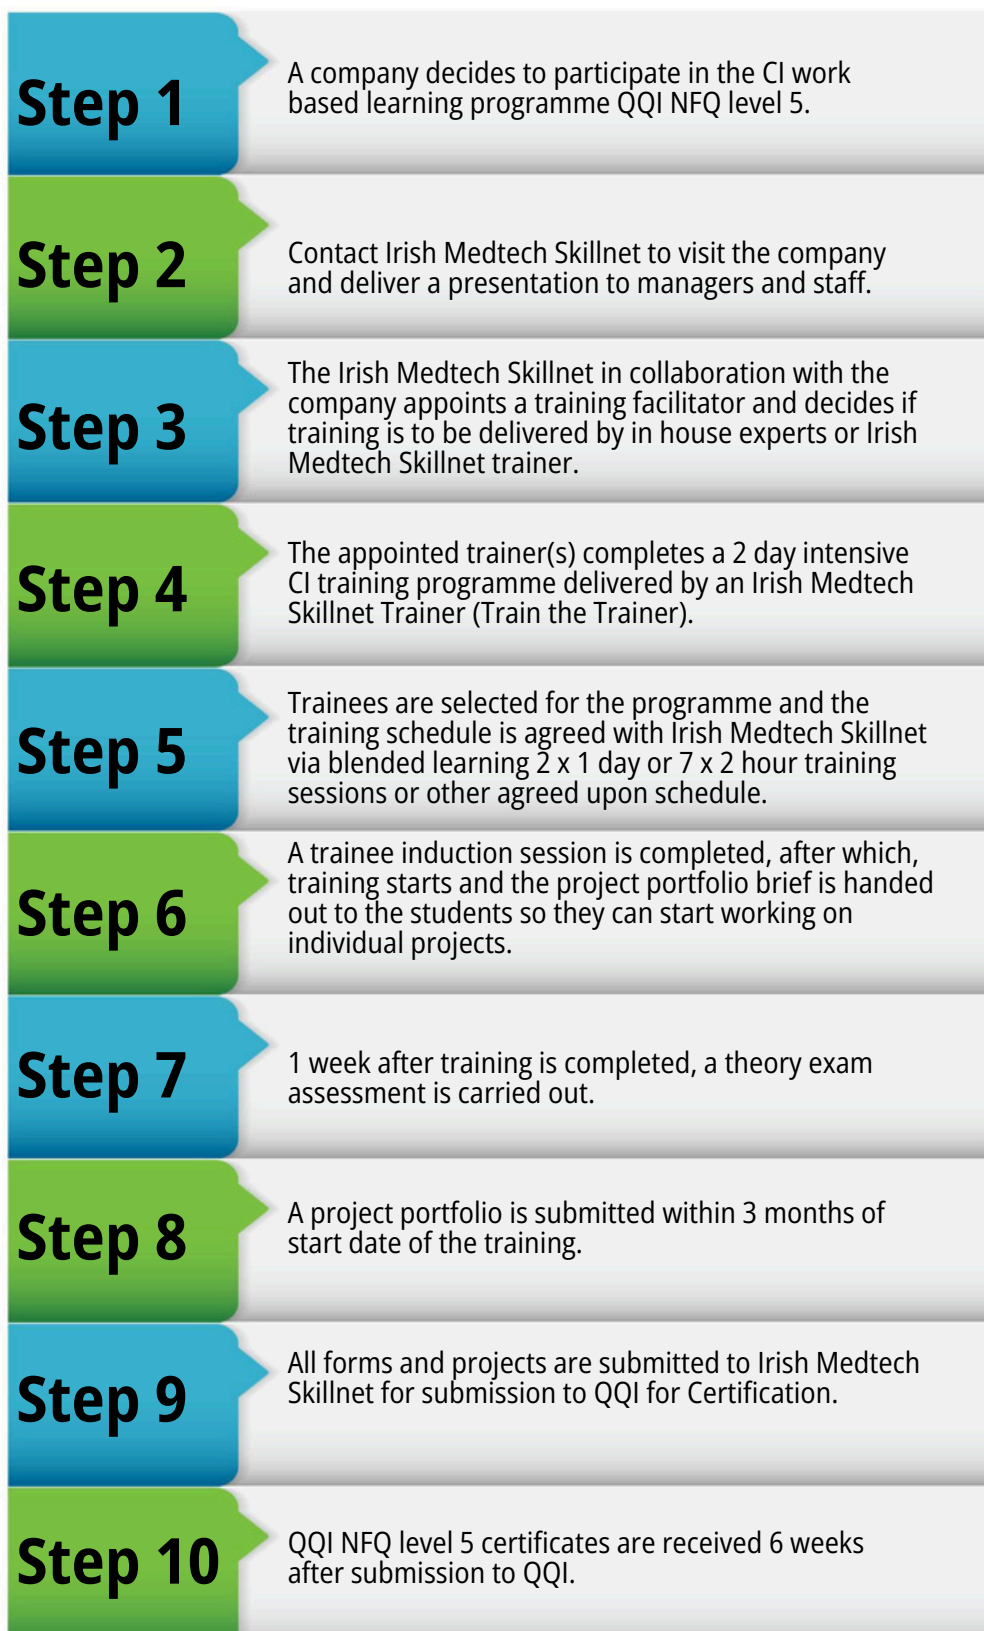 Step 1
A company decides to participate in the CI work
based learning programme QQI NFQ level 5.
Step 2
Contact Irish Medtech Skillnet to visit the company
and deliver a presentation to managers and staff.
Step 3
The Irish Medtech Skillnet in collaboration with the
company appoints a training facilitator and decides if
training is to be delivered by in house experts or Irish
Medtech Skillnet trainer.
Step 4
The appointed trainer(s) completes a 2 day intensive
CI training programme delivered by an Irish Medtech
Skillnet Trainer (Train the Trainer).
Step 5
Trainees are selected for the programme and the
training schedule is agreed with Irish Medtech Skillnet
via blended learning 2 x 1 day or 7 x 2 hour training
sessions or other agreed upon schedule.
Step 6
A trainee induction session is completed, after which,
training starts and the project portfolio brief is handed
out to the students so they can start working on
individual projects.
Step 7
1 week after training is completed, a theory exam
assessment is carried out.
Step 8
A project portfolio is submitted within 3 months of
start date of the training.
Step 9
All forms and projects are submitted to Irish Medtech
Skillnet for submission to QQI for Certification.
Step 10
QQI NFQ level 5 certificates are received 6 weeks
after submission to QQI.